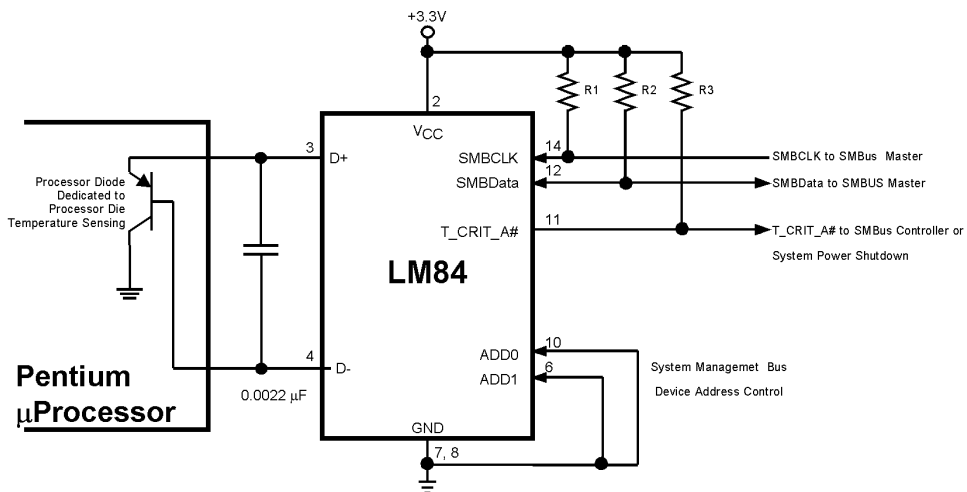 +3.3V
2
VCC
R1
R2
R3
3
D+
SMBCLK
14
SMBCLK to SMBus Master
SMBData
12
SMBData to SMBUS Master
Processor Diode
Dedicated to
Processor Die
Temperature Sensing
T_CRIT_A#
11
T_CRIT_A# to SMBus Controller or
System Power Shutdown
LM84
4
D-
0.0022 μF
ADD0
10
ADD1
6
System Managemet Bus
Device Address Control
Pentium
μProcessor
GND
7, 8